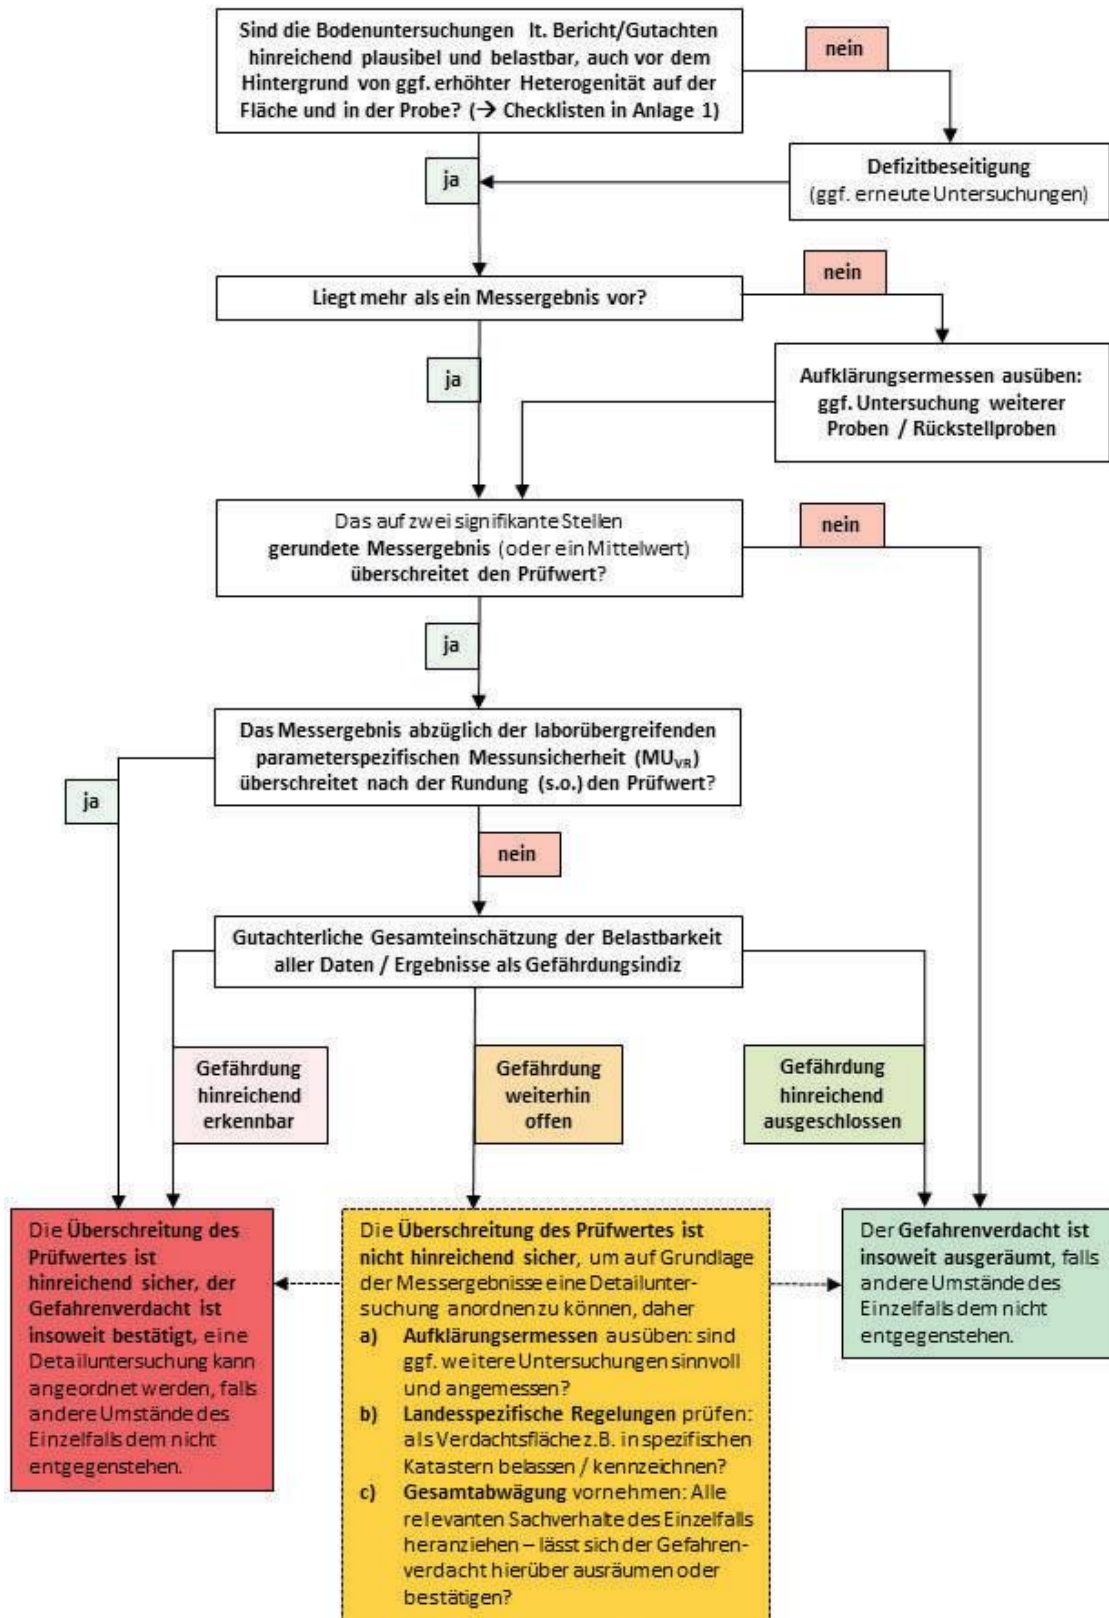 Sind die Bodenuntersuchungen lt. Bericht/Gutachten
hinreichend plausibel und belastbar, auch vor dem
Hintergrund von ggf. erhöhter Heterogenität auf der
Fläche und in der Probe? (→ Checklisten in Anlage 1)
nein
Defizitbeseitigung
(ggf. erneute Untersuchungen)
ja
Liegt mehr als ein Messergebnis vor?
nein
Aufklärungsermessen ausüben:
ggf. Untersuchung weiterer
Proben / Rückstellproben
ja
Das auf zwei signifikante Stellen
gerundete Messergebnis (oder ein Mittelwert)
überschreitet den Prüfwert?
nein
ja
Das Messergebnis abzüglich der laborübergreifenden
parameterspezifischen Messunsicherheit (MU_VR)
überschreitet nach der Rundung (s.o.) den Prüfwert?
ja
nein
Gutachterliche Gesamteinschätzung der Belastbarkeit
aller Daten / Ergebnisse als Gefährdungsindiz
Gefährdung
hinreichend
erkennbar
Gefährdung
weiterhin
offen
Gefährdung
hinreichend
ausgeschlossen
Die Überschreitung des
Prüfwertes ist
hinreichend sicher, der
Gefahrenverdacht ist
insoweit bestätigt, eine
Detailuntersuchung kann
angeordnet werden, falls
andere Umstände des
Einzelfalls dem nicht
entgegenstehen.
Die Überschreitung des Prüfwertes ist
nicht hinreichend sicher, um auf Grundlage
der Messergebnisse eine Detailunter-
suchung anordnen zu können, daher
a) Aufklärungsermessen ausüben: sind
ggf. weitere Untersuchungen sinnvoll
und angemessen?
b) Landesspezifische Regelungen prüfen:
als Verdachtsfläche z.B. in spezifischen
Katastern belassen / kennzeichnen?
c) Gesamtabwägung vornehmen: Alle
relevanten Sachverhalte des Einzelfalls
heranziehen – lässt sich der Gefahren-
verdacht hierüber ausräumen oder
bestätigen?
Der Gefahrenverdacht ist
insoweit ausgeräumt, falls
andere Umstände des
Einzelfalls dem nicht
entgegenstehen.